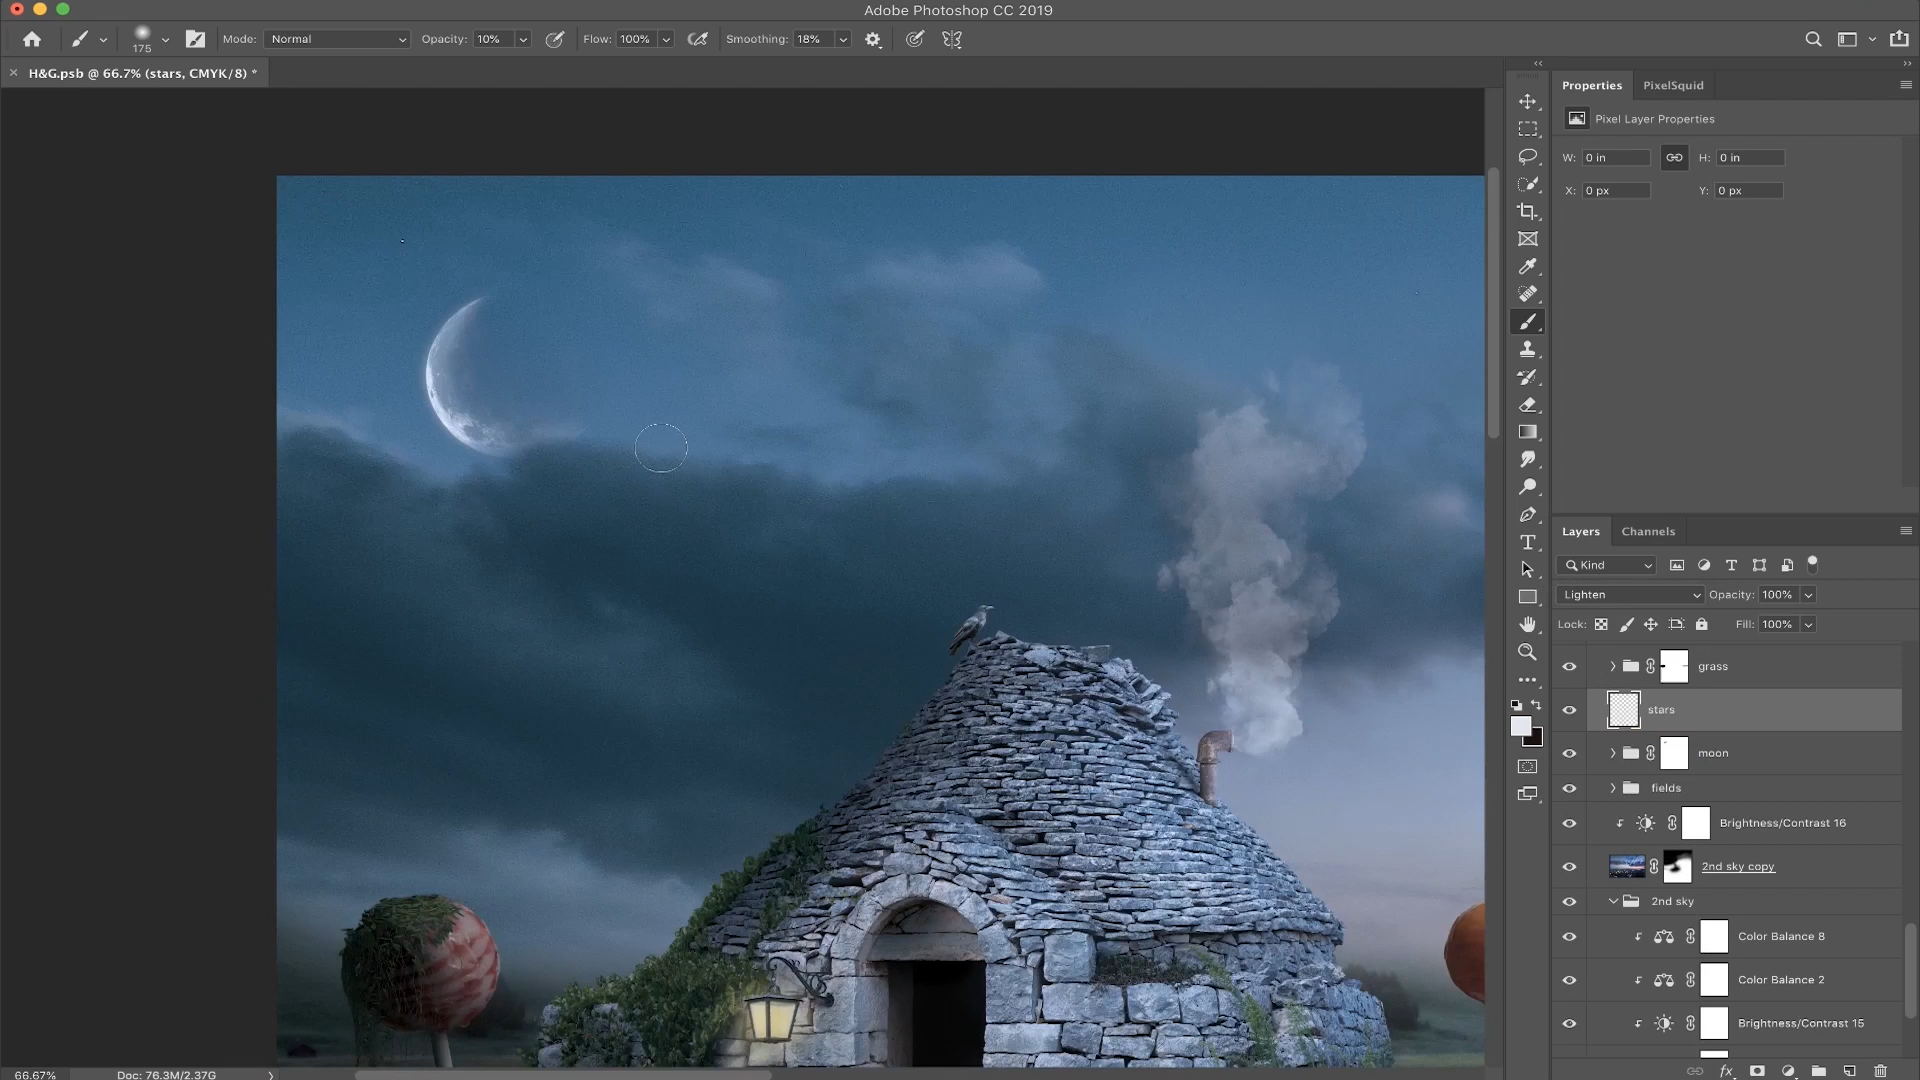 Adobe Photoshop CC 2019
175
Mode: Normal Opacity: 10% Flow: 100% Smoothing: 18%
H&G.psb @ 66.7% (stars, CMYK/8) *
Properties PixelSquid
Pixel Layer Properties
W: 0 in H: 0 in
X: 0 px Y: 0 px
Layers Channels
Kind
Lighten Opacity: 100%
Lock: Fill: 100%
grass
stars
moon
fields
Brightness/Contrast 16
2nd sky copy
2nd sky
Color Balance 8
Color Balance 2
Brightness/Contrast 15
fx
66.67% Doc: 76.3M/2.37G